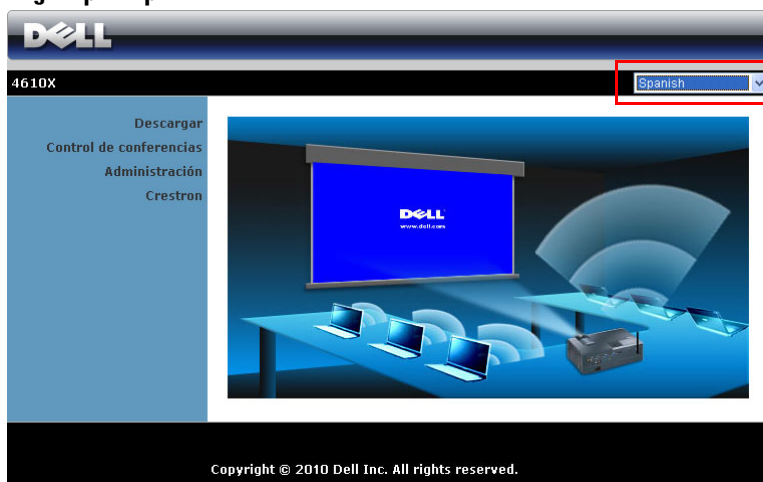 DELL
4610X
Spanish
Descargar
Control de conferencias
Administración
Crestron
DELL
www.dell.com
Copyright © 2010 Dell Inc. All rights reserved.